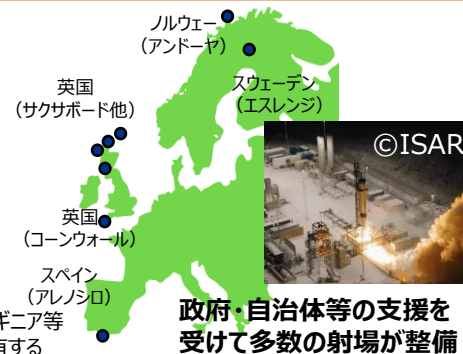 ノルウェー
（アンドーヤ）
スウェーデン
（エスレンジ）
英国
（サクサボード他）
©ISAR
英国
（コーンウォール）
スペイン
（アレノシロ）
ギニア等
有する
政府・自治体等の支援を
受けて多数の射場が整備